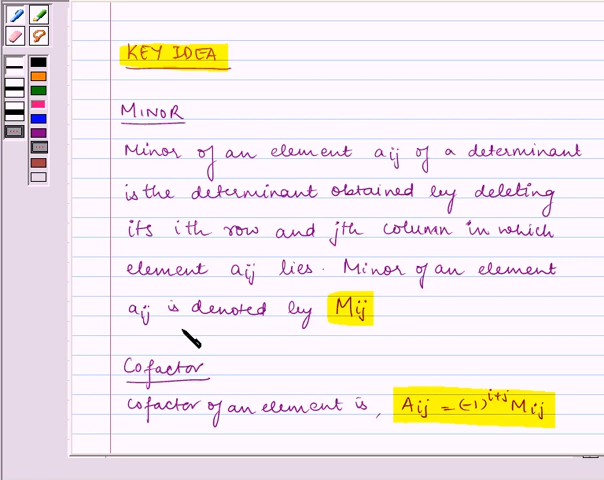 KEY IDEA
MINOR
Minor of an element aij of a determinant
is the determinant obtained by deleting
its ith row and jth column in which
element aij lies. Minor of an element
aij is denoted by Mij
Cofactor
Cofactor of an element is, Aij = (-1)^i+j Mij